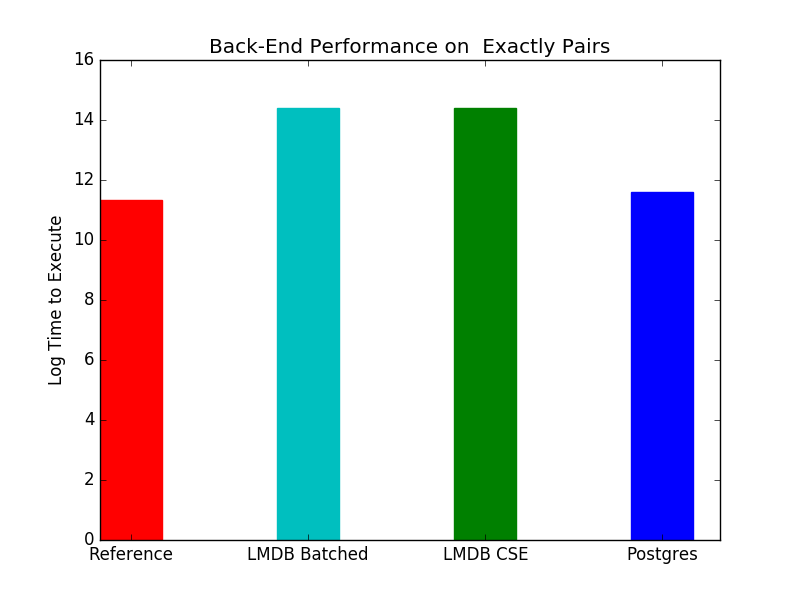 Back-End Performance on  Exactly Pairs
16
14
12
10
8
6
4
2
0
Log Time to Execute
Reference
LMDB Batched
LMDB CSE
Postgres